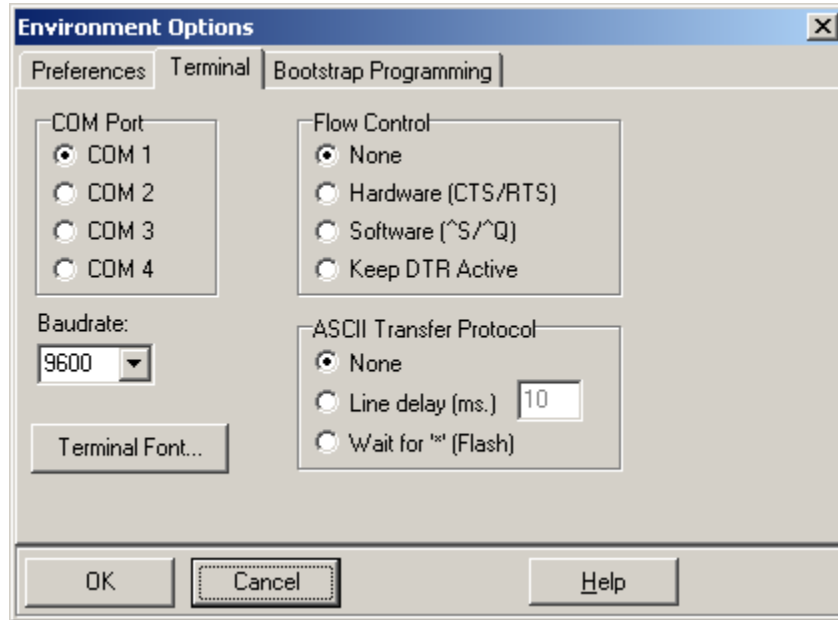 Environment Options
Preferences Terminal Bootstrap Programming
COM Port
COM 1
COM 2
COM 3
COM 4
Flow Control
None
Hardware (CTS/RTS)
Software (^S/^Q)
Keep DTR Active
Baudrate:
9600
Terminal Font...
ASCII Transfer Protocol
None
Line delay (ms.) 10
Wait for '*' (Flash)
OK Cancel Help